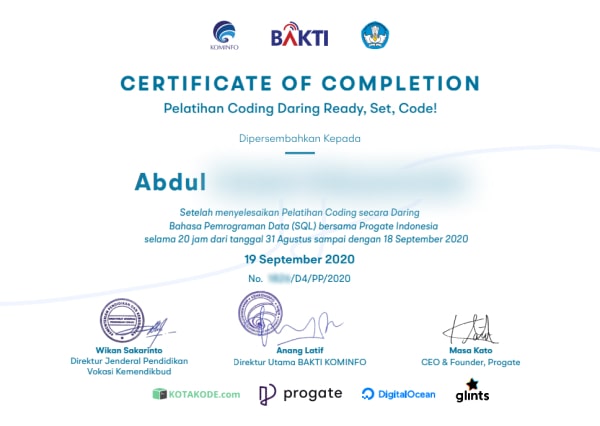 KOMINFO
BAKTI
CERTIFICATE OF COMPLETION
Pelatihan Coding Daring Ready, Set, Code!
Dipersembahkan Kepada
Abdul
Setelah menyelesaikan Pelatihan Coding secara Daring
Bahasa Pemrograman Data (SQL) bersama Progate Indonesia
selama 20 jam dari tanggal 31 Agustus sampai dengan 18 September 2020
19 September 2020
No. /D4/PP/2020
Wikan Sakarinto
Direktur Jenderal Pendidikan
Vokasi Kemendikbud
Anang Latif
Direktur Utama BAKTI KOMINFO
Masa Kato
CEO & Founder, Progate
KOTAKODE.com
progate
DigitalOcean
glints